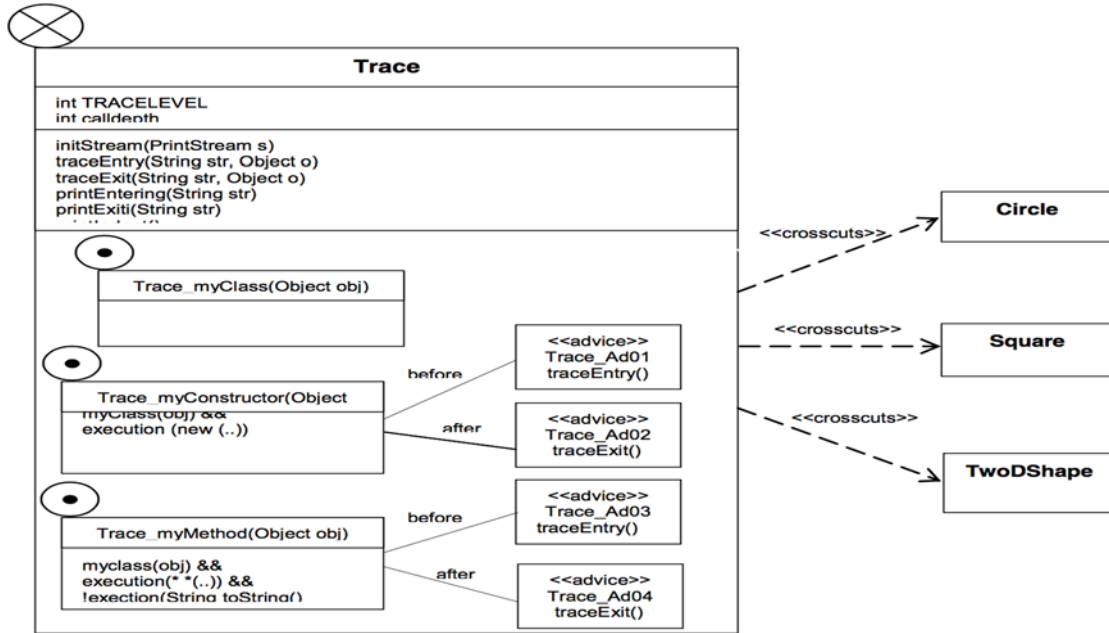 Trace
int TRACELEVEL
int calldepth
initStream(PrintStream s)
traceEntry(String str, Object o)
traceExit(String str, Object o)
printEntering(String str)
printExiti(String str)
Trace_myClass(Object obj)
Trace_myConstructor(Object
myClass(obj) &&
execution (new (..))
before
<<advice>>
Trace_Ad01
traceEntry()
after
<<advice>>
Trace_Ad02
traceExit()
Trace_myMethod(Object obj)
myclass(obj) &&
execution(* *(..)) &&
!exection(String toString()
before
<<advice>>
Trace_Ad03
traceEntry()
after
<<advice>>
Trace_Ad04
traceExit()
<<crosscuts>>
Circle
<<crosscuts>>
Square
<<crosscuts>>
TwoDShape